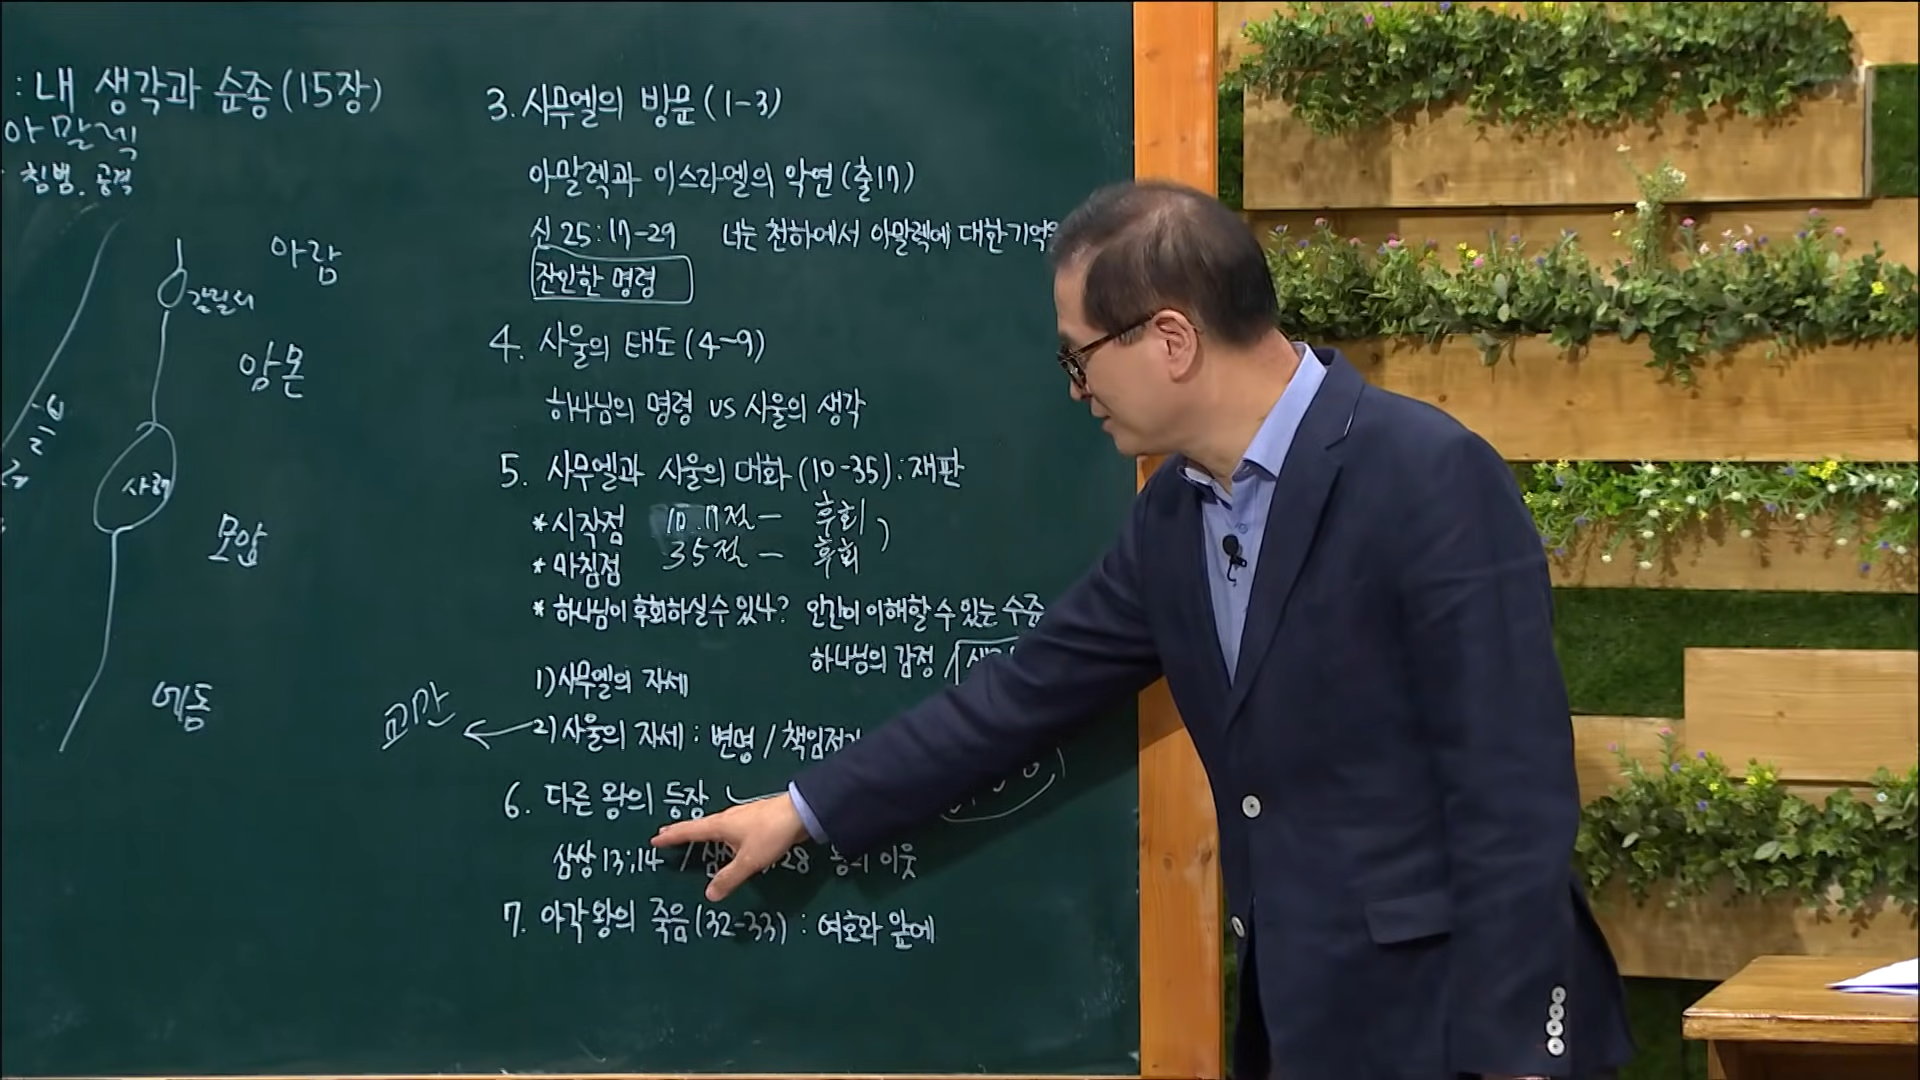 : 내 생각과 순종 (15장)
아말렉
침범. 공격
아람
갈릴리
암몬
사해
모압
에돔
3. 사무엘의 방문 (1-3)
아말렉과 이스라엘의 악연 (출17)
신 25:17-29 너는 천하에서 아말렉에 대한 기억을
잔인한 명령
4. 사울의 태도 (4-9)
하나님의 명령 vs 사울의 생각
5. 사무엘과 사울의 대화 (10-35): 재판
* 시작점 10.11절 - 후회
* 마침점 35절 - 후회
* 하나님이 후회하실 수 있나? 인간이 이해할 수 있는 수준
하나님의 감정 /
1) 사무엘의 자세
교만 ← 2) 사울의 자세 : 변명 / 책임전가
6. 다른 왕의 등장
삼상 13:14 / 28 이웃
7. 아각 왕의 죽음 (32-33) : 여호와 앞에